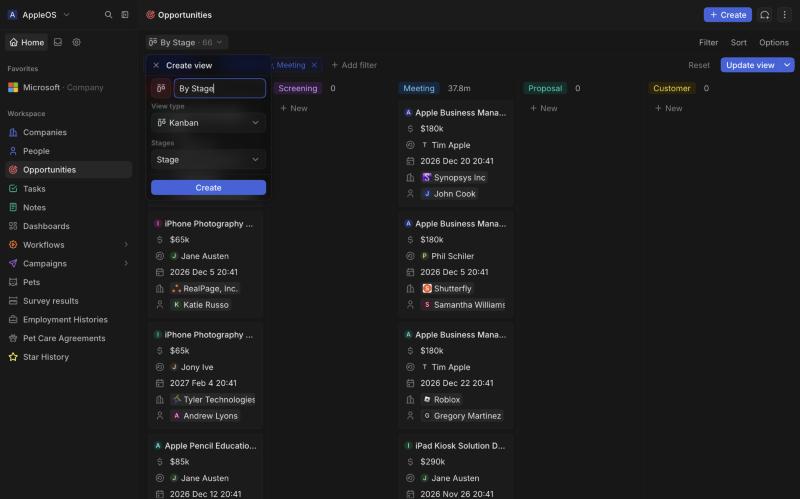 AppleOS
Opportunities
Create
Home
By Stage · 66
Filter
Sort
Options
Create view
, Meeting
Add filter
Reset
Update view
Favorites
Microsoft · Company
By Stage
View type
Kanban
Stages
Stage
Create
Workspace
Companies
People
Opportunities
Tasks
Notes
Dashboards
Workflows
Campaigns
Pets
Survey results
Employment Histories
Pet Care Agreements
Star History
I iPhone Photography ...
$65k
J Jane Austen
2026 Dec 5 20:41
RealPage, Inc.
K Katie Russo
I iPhone Photography ...
$65k
J Jony Ive
2027 Feb 4 20:41
Tyler Technologies
A Andrew Lyons
A Apple Pencil Educatio...
$85k
J Jane Austen
2026 Dec 12 20:41
Screening 0
New
Meeting 37.8m
A Apple Business Mana...
$180k
T Tim Apple
2026 Dec 20 20:41
Synopsys Inc
J John Cook
A Apple Business Mana...
$180k
P Phil Schiler
2026 Dec 5 20:41
Shutterfly
S Samantha Williams
A Apple Business Mana...
$180k
T Tim Apple
2026 Dec 22 20:41
Roblox
G Gregory Martinez
I iPad Kiosk Solution D...
$290k
J Jane Austen
2026 Nov 26 20:41
Proposal 0
New
Customer 0
New